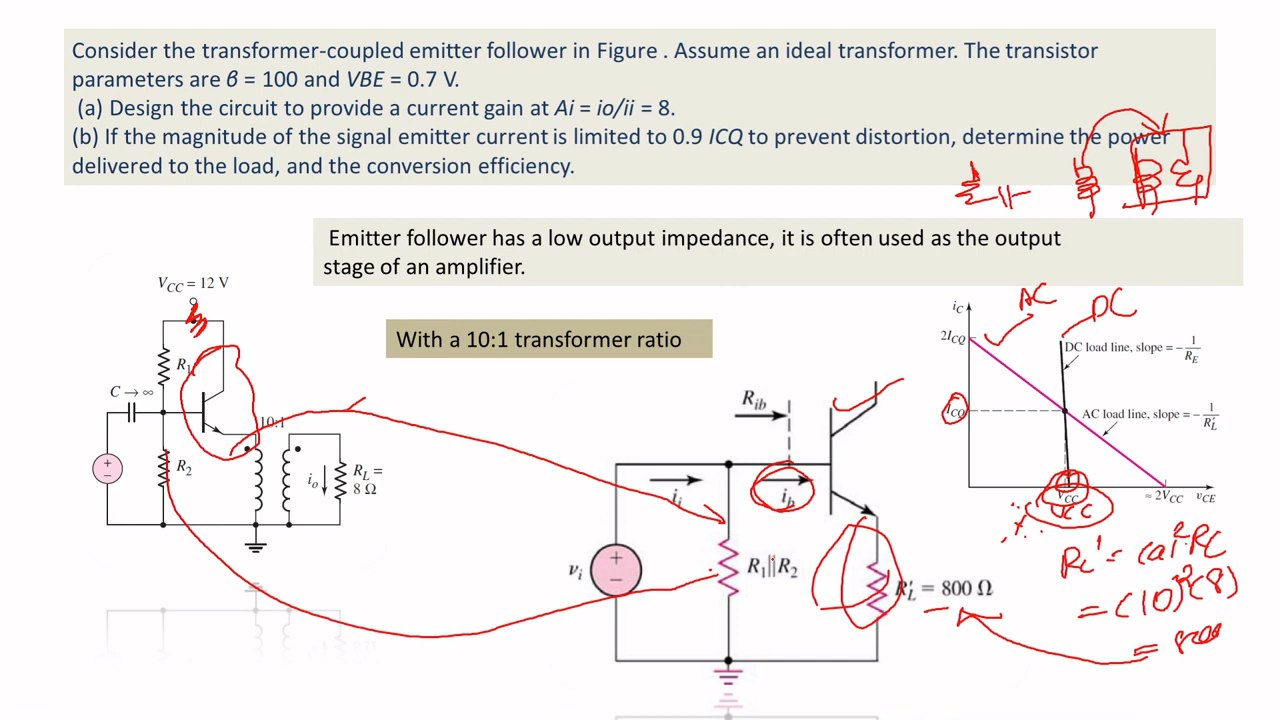 Consider the transformer-coupled emitter follower in Figure . Assume an ideal transformer. The transistor
parameters are β = 100 and VBE = 0.7 V.
(a) Design the circuit to provide a current gain at Ai = io/ii = 8.
(b) If the magnitude of the signal emitter current is limited to 0.9 ICQ to prevent distortion, determine the power
delivered to the load, and the conversion efficiency.
Emitter follower has a low output impedance, it is often used as the output
stage of an amplifier.
With a 10:1 transformer ratio
VCC = 12 V
R1
C → ∞
10:1
R2
io
RL =
8 Ω
+
−
Rib
ii
ib
vi
+
−
R1||R2
R'L = 800 Ω
AC
DC
iC
2ICQ
DC load line, slope = − 1/RE
ICQ
AC load line, slope = − 1/R'L
VCC
≈ 2VCC
vCE
VCC
RL' = (a)² RL
= (10)² (8)
= 800